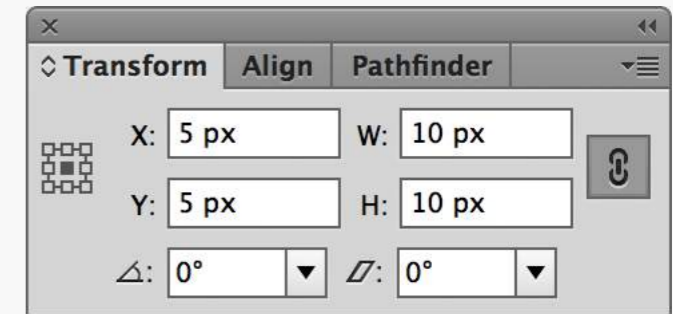 Transform Align Pathfinder
X: 5 px W: 10 px
Y: 5 px H: 10 px
: 0° : 0°